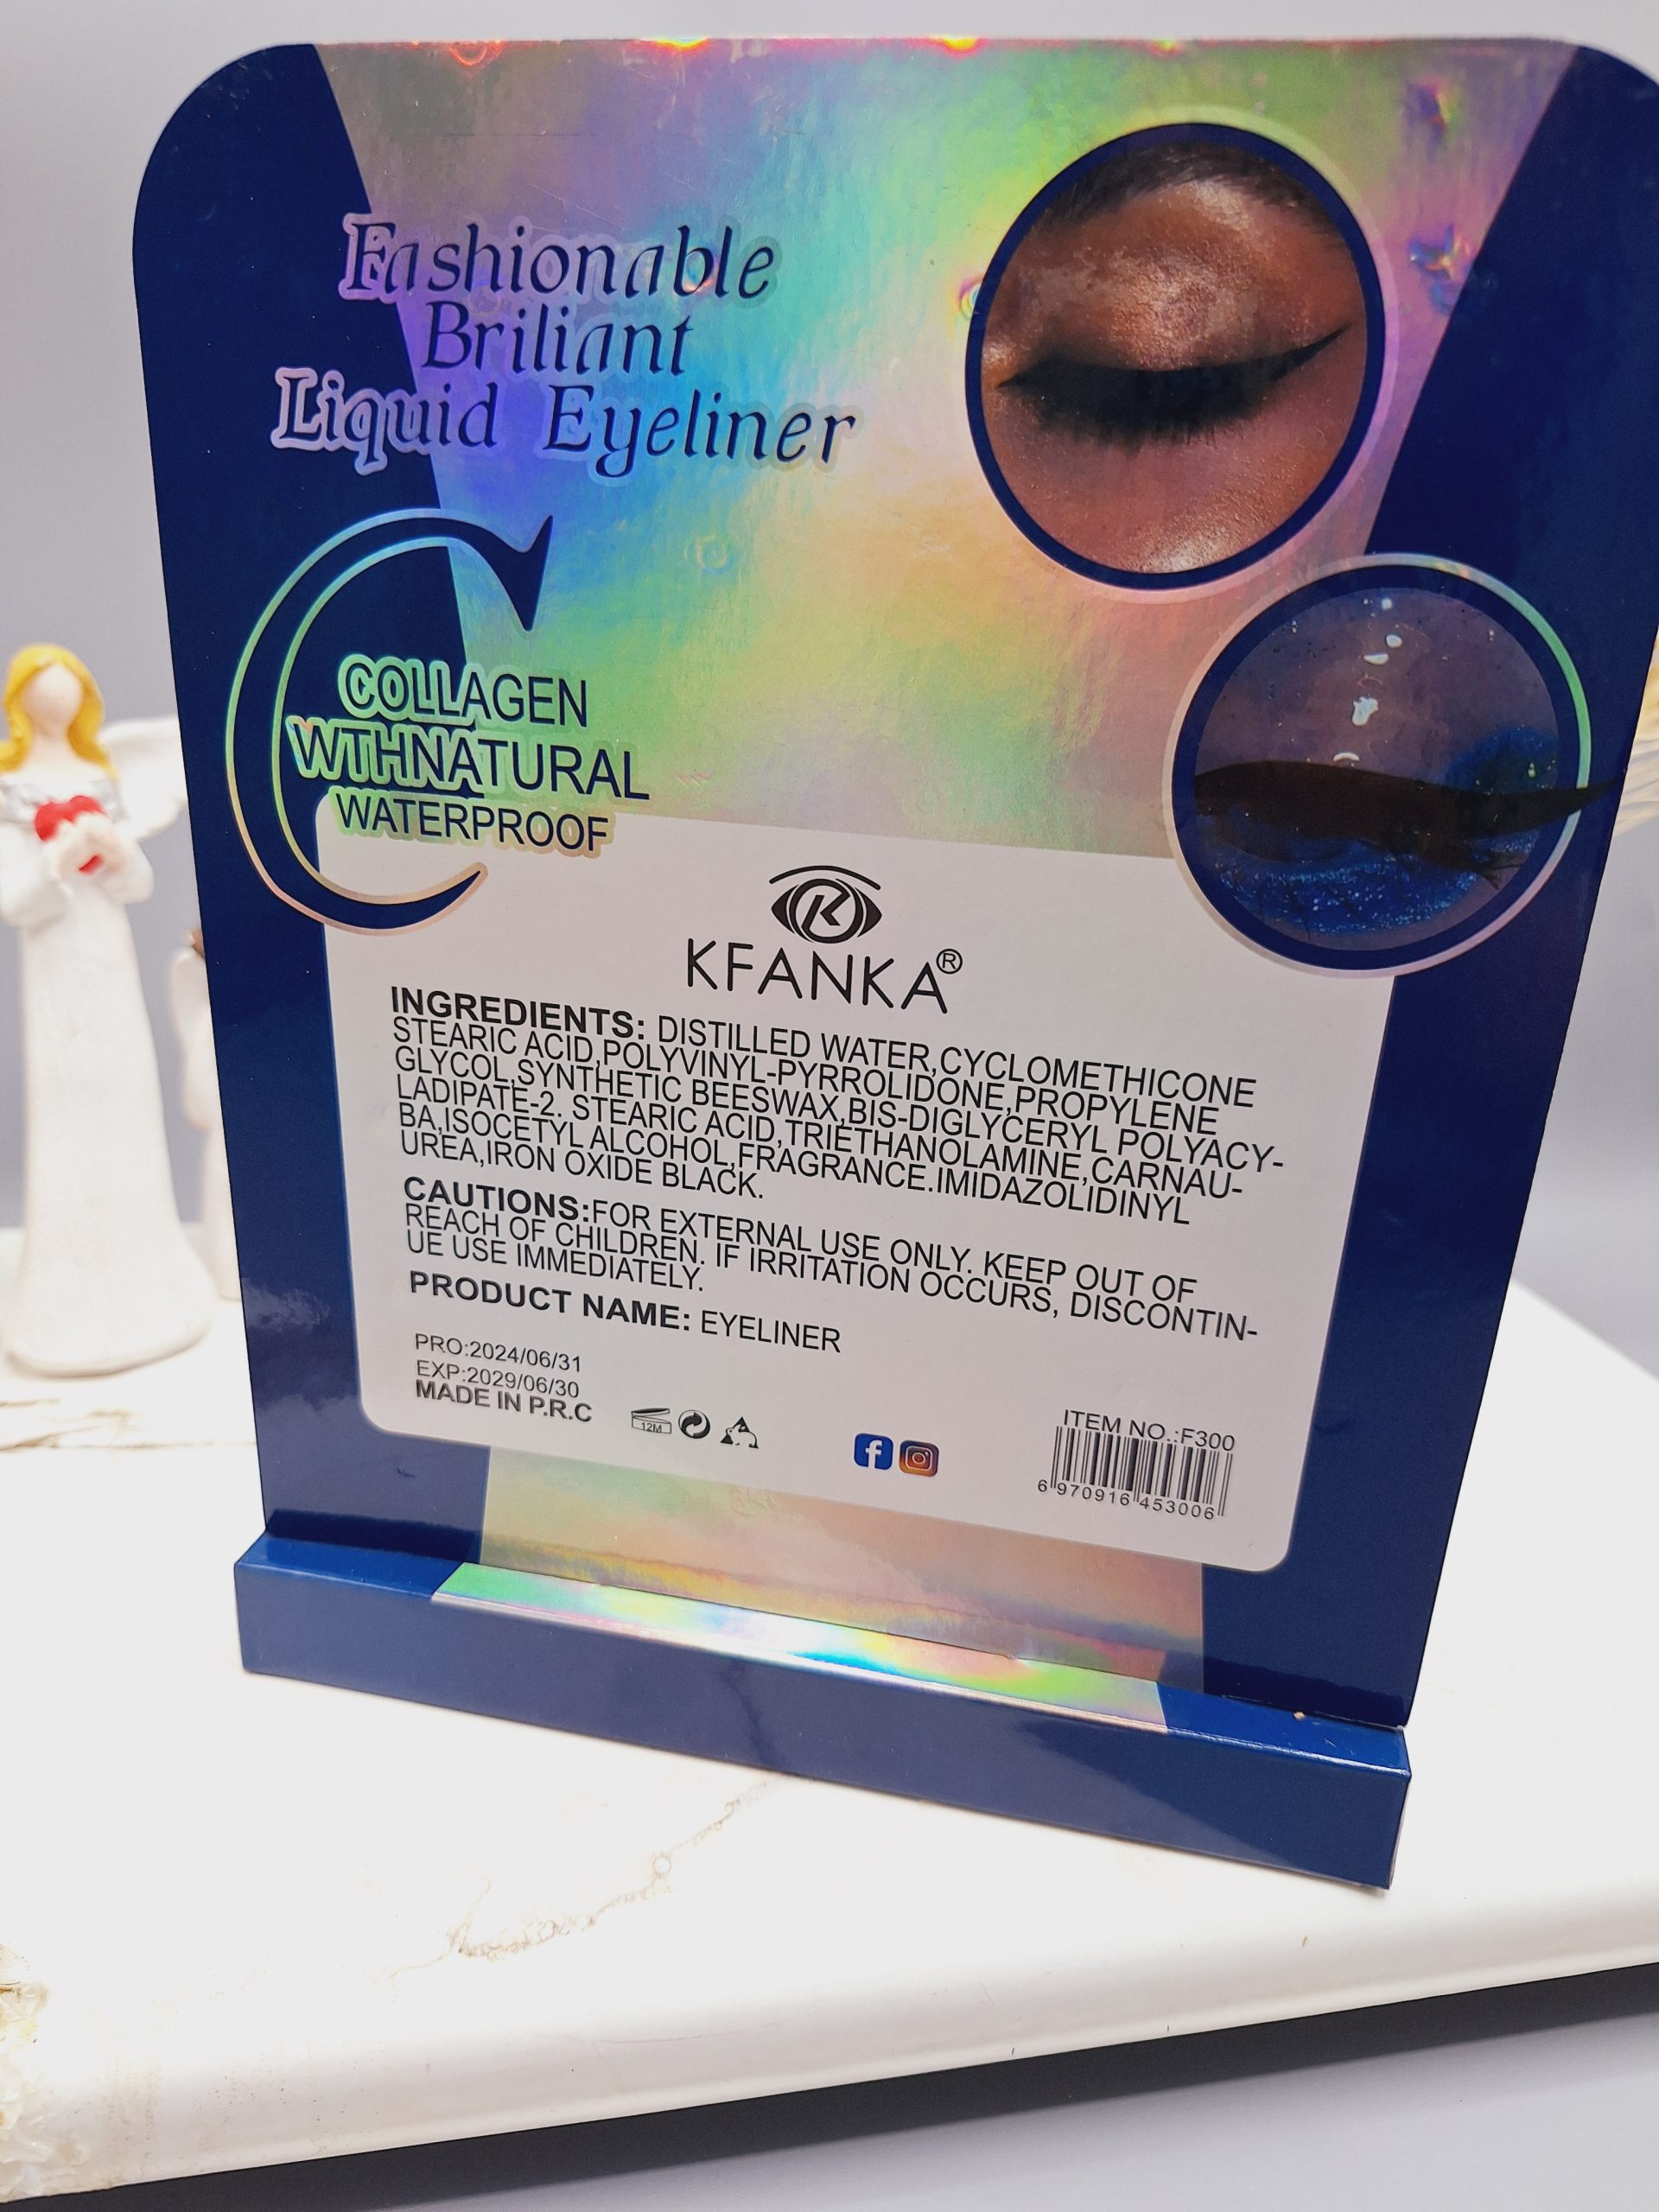 Fashionable
Briliant
Liquid Eyeliner
COLLAGEN
WTHNATURAL
WATERPROOF
KFANKA®
INGREDIENTS: DISTILLED WATER,CYCLOMETHICONE
STEARIC ACID,POLYVINYL-PYRROLIDONE,PROPYLENE
GLYCOL,SYNTHETIC BEESWAX,BIS-DIGLYCERYL POLYACY-
LADIPATE-2. STEARIC ACID,TRIETHANOLAMINE,CARNAU-
BA,ISOCETYL ALCOHOL,FRAGRANCE.IMIDAZOLIDINYL
UREA,IRON OXIDE BLACK.
CAUTIONS:FOR EXTERNAL USE ONLY. KEEP OUT OF
REACH OF CHILDREN. IF IRRITATION OCCURS, DISCONTIN-
UE USE IMMEDIATELY.
PRODUCT NAME: EYELINER
PRO:2024/06/31
EXP:2029/06/30
MADE IN P.R.C
12M
ITEM NO.:F300
6 970916 453006